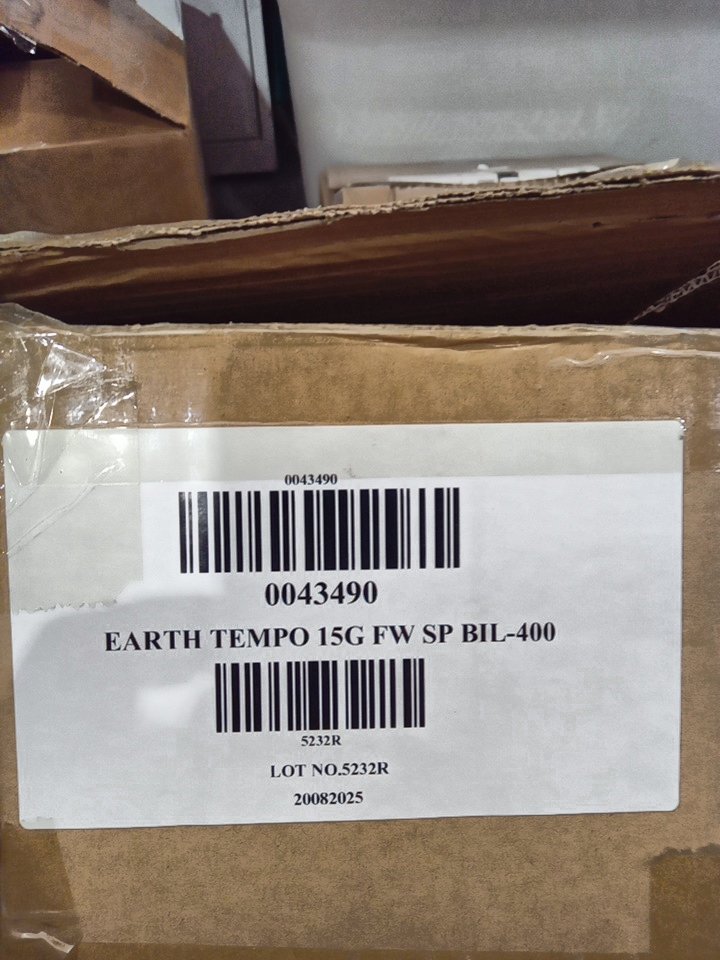 0043490
0043490
EARTH TEMPO 15G FW SP BIL-400
5232R
LOT NO.5232R
20082025